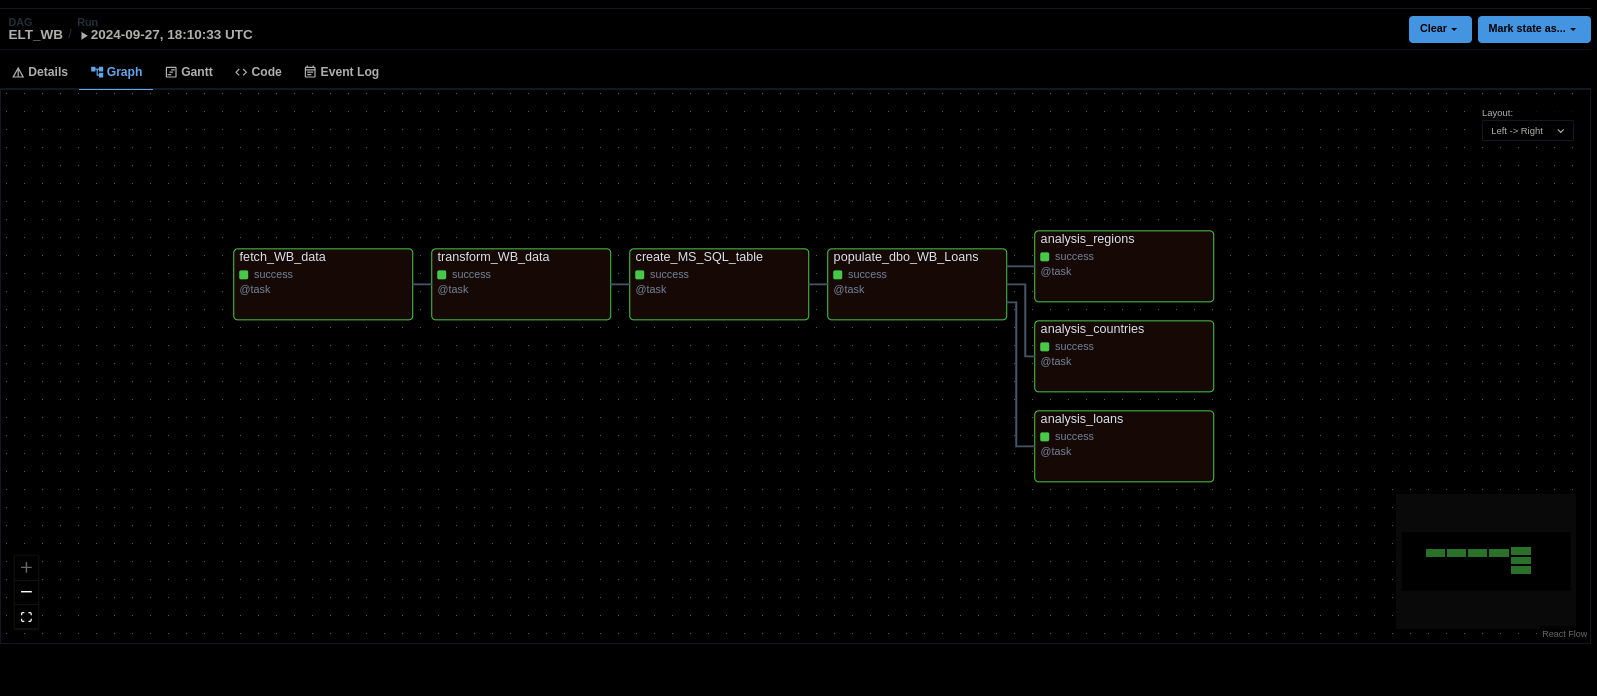 DAG
Run
ELT_WB / 2024-09-27, 18:10:33 UTC
Clear
Mark state as...
Details
Graph
Gantt
Code
Event Log
Layout:
Left -> Right
fetch_WB_data
success
@task
transform_WB_data
success
@task
create_MS_SQL_table
success
@task
populate_dbo_WB_Loans
success
@task
analysis_regions
success
@task
analysis_countries
success
@task
analysis_loans
success
@task
React Flow